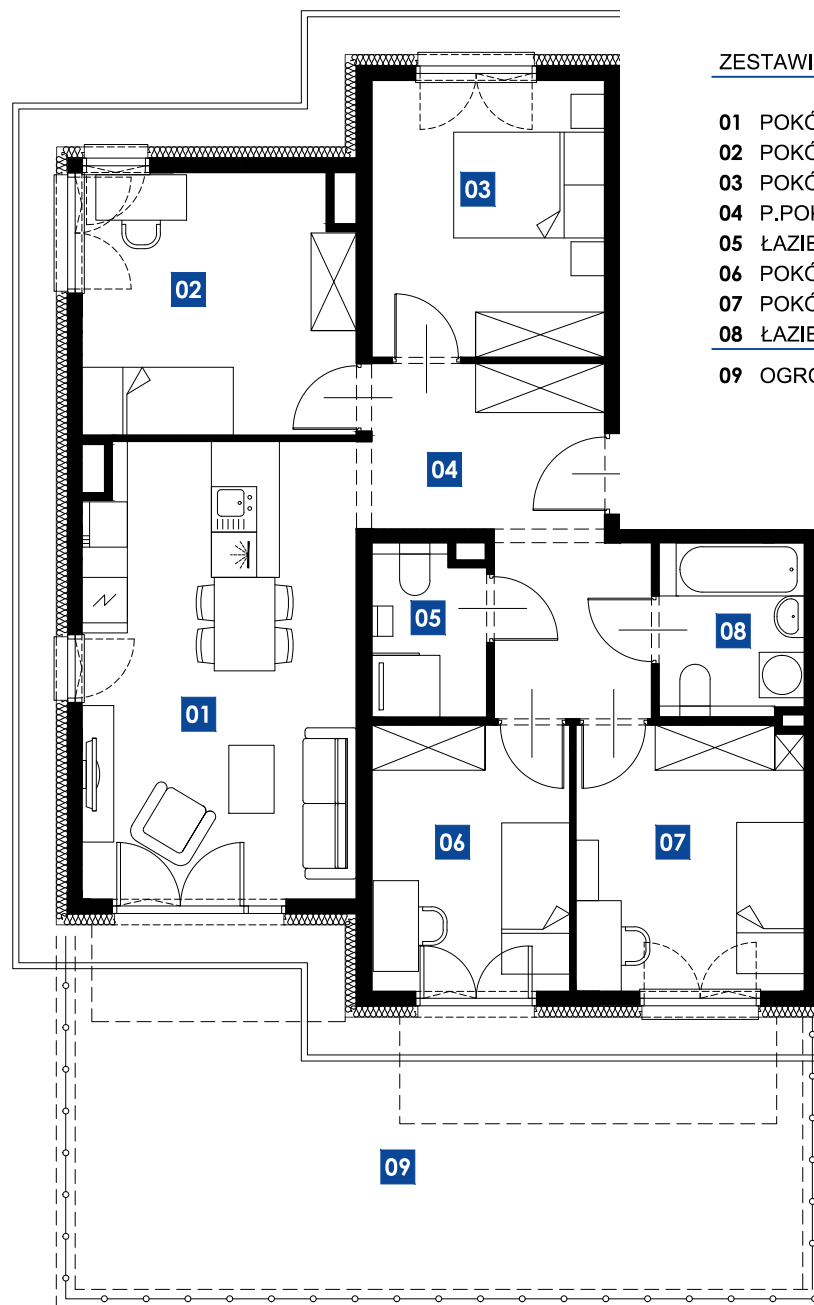 ZESTAWI
01 POKÓ
02 POKÓ
03 POKÓ
04 P.POK
05 ŁAZIE
06 POKÓ
07 POKÓ
08 ŁAZIE
09 OGRO
03
02
04
05
08
01
06
07
09